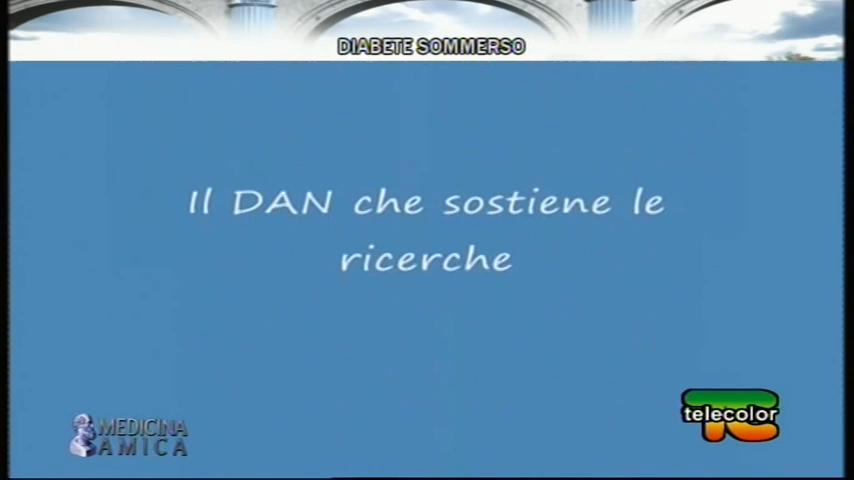 DIABETE SOMMERSO
Il DAN che sostiene le
ricerche
MEDICINA
AMICA
telecolor